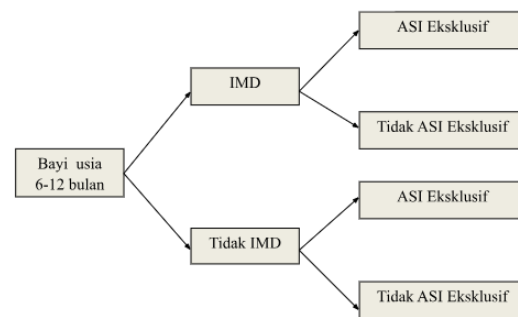 ASI Eksklusif
IMD
Tidak ASI Eksklusif
Bayi usia
6-12 bulan
ASI Eksklusif
Tidak IMD
Tidak ASI Eksklusif